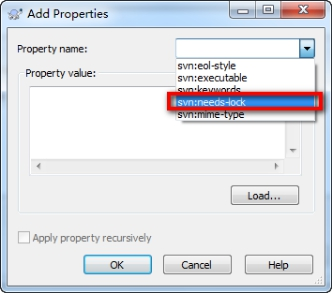 Add Properties
Property name:
svn:eol-style
svn:executable
svn:keywords
svn:needs-lock
svn:mime-type
Property value:
Load...
Apply property recursively
OK
Cancel
Help